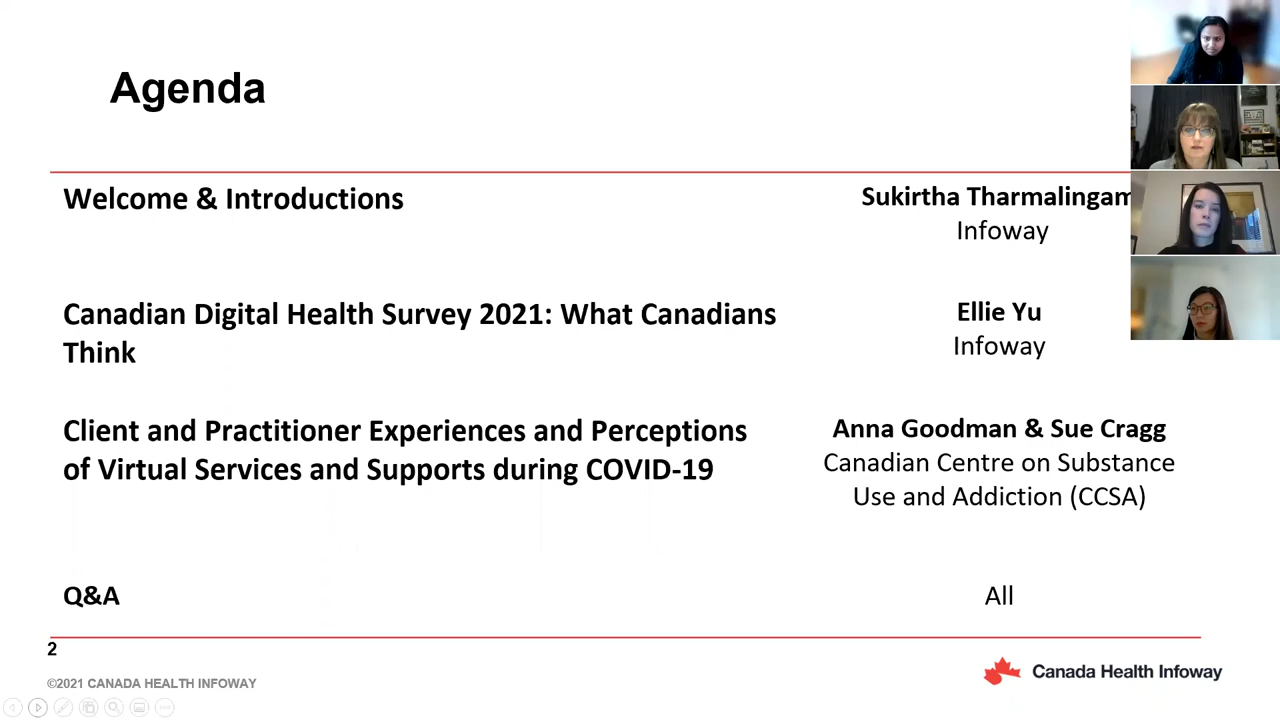 Agenda
Welcome & Introductions
Sukirtha Tharmalingam
Infoway
Canadian Digital Health Survey 2021: What Canadians
Think
Ellie Yu
Infoway
Client and Practitioner Experiences and Perceptions
of Virtual Services and Supports during COVID-19
Anna Goodman & Sue Cragg
Canadian Centre on Substance
Use and Addiction (CCSA)
Q&A
All
2
©2021 CANADA HEALTH INFOWAY
Canada Health Infoway